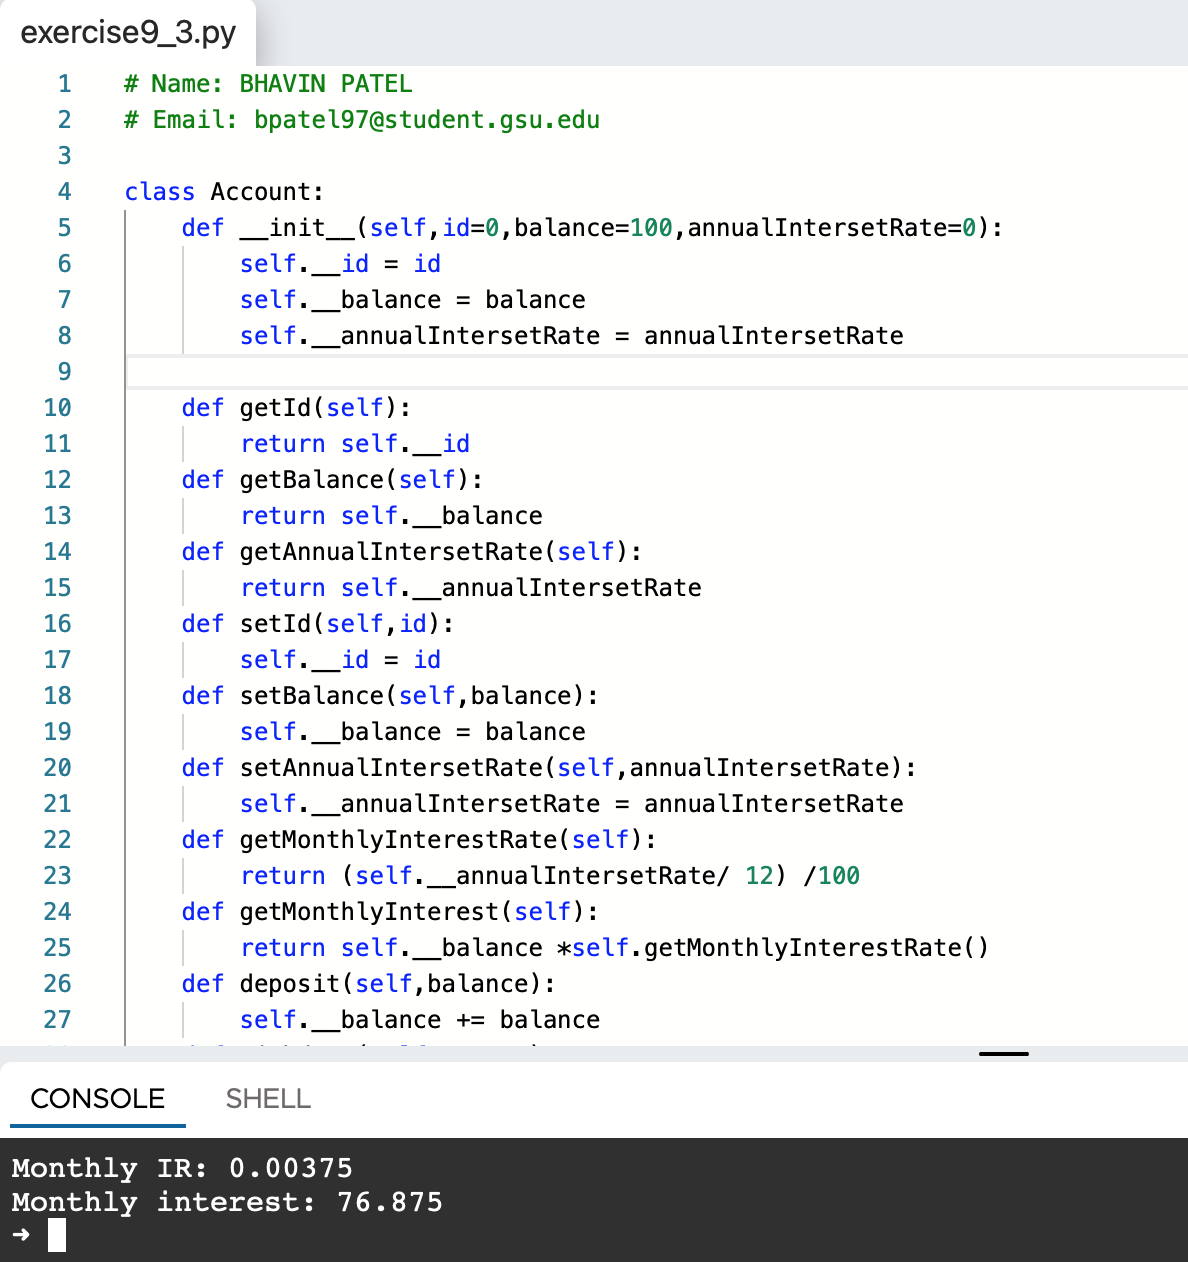 exercise9_3.py
1 # Name: BHAVIN PATEL
2 # Email: bpatel97@student.gsu.edu
3
4 class Account:
5 def __init__(self,id=0,balance=100,annualIntersetRate=0):
6 self.__id = id
7 self.__balance = balance
8 self.__annualIntersetRate = annualIntersetRate
9
10 def getId(self):
11 return self.__id
12 def getBalance(self):
13 return self.__balance
14 def getAnnualIntersetRate(self):
15 return self.__annualIntersetRate
16 def setId(self,id):
17 self.__id = id
18 def setBalance(self,balance):
19 self.__balance = balance
20 def setAnnualIntersetRate(self,annualIntersetRate):
21 self.__annualIntersetRate = annualIntersetRate
22 def getMonthlyInterestRate(self):
23 return (self.__annualIntersetRate/ 12) /100
24 def getMonthlyInterest(self):
25 return self.__balance *self.getMonthlyInterestRate()
26 def deposit(self,balance):
27 self.__balance += balance
CONSOLE SHELL
Monthly IR: 0.00375
Monthly interest: 76.875
➜